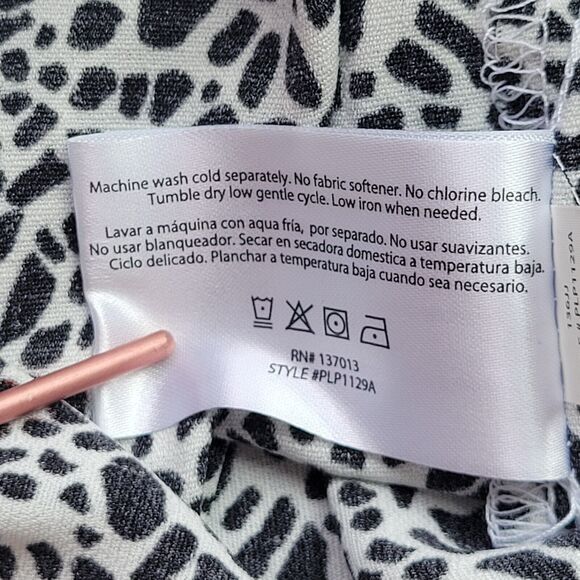 Machine wash cold separately. No fabric softener. No chlorine bleach.
Tumble dry low gentle cycle. Low iron when needed.
Lavar a máquina con aqua fría, por separado. No usar suavizantes.
No usar blanqueador. Secar en secadora domestica a temperatura baja.
Ciclo delicado. Planchar a temperatura baja cuando sea necesario.
RN# 137013
STYLE #PLP1129A